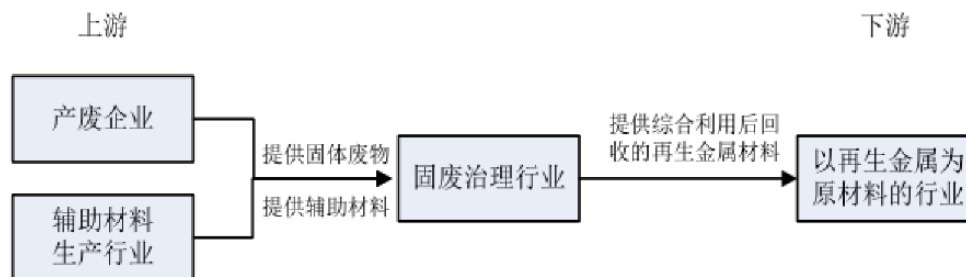 上游
下游
产废企业
辅助材料
生产行业
提供固体废物
提供辅助材料
固废治理行业
提供综合利用后回
收的再生金属材料
以再生金属为
原材料的行业